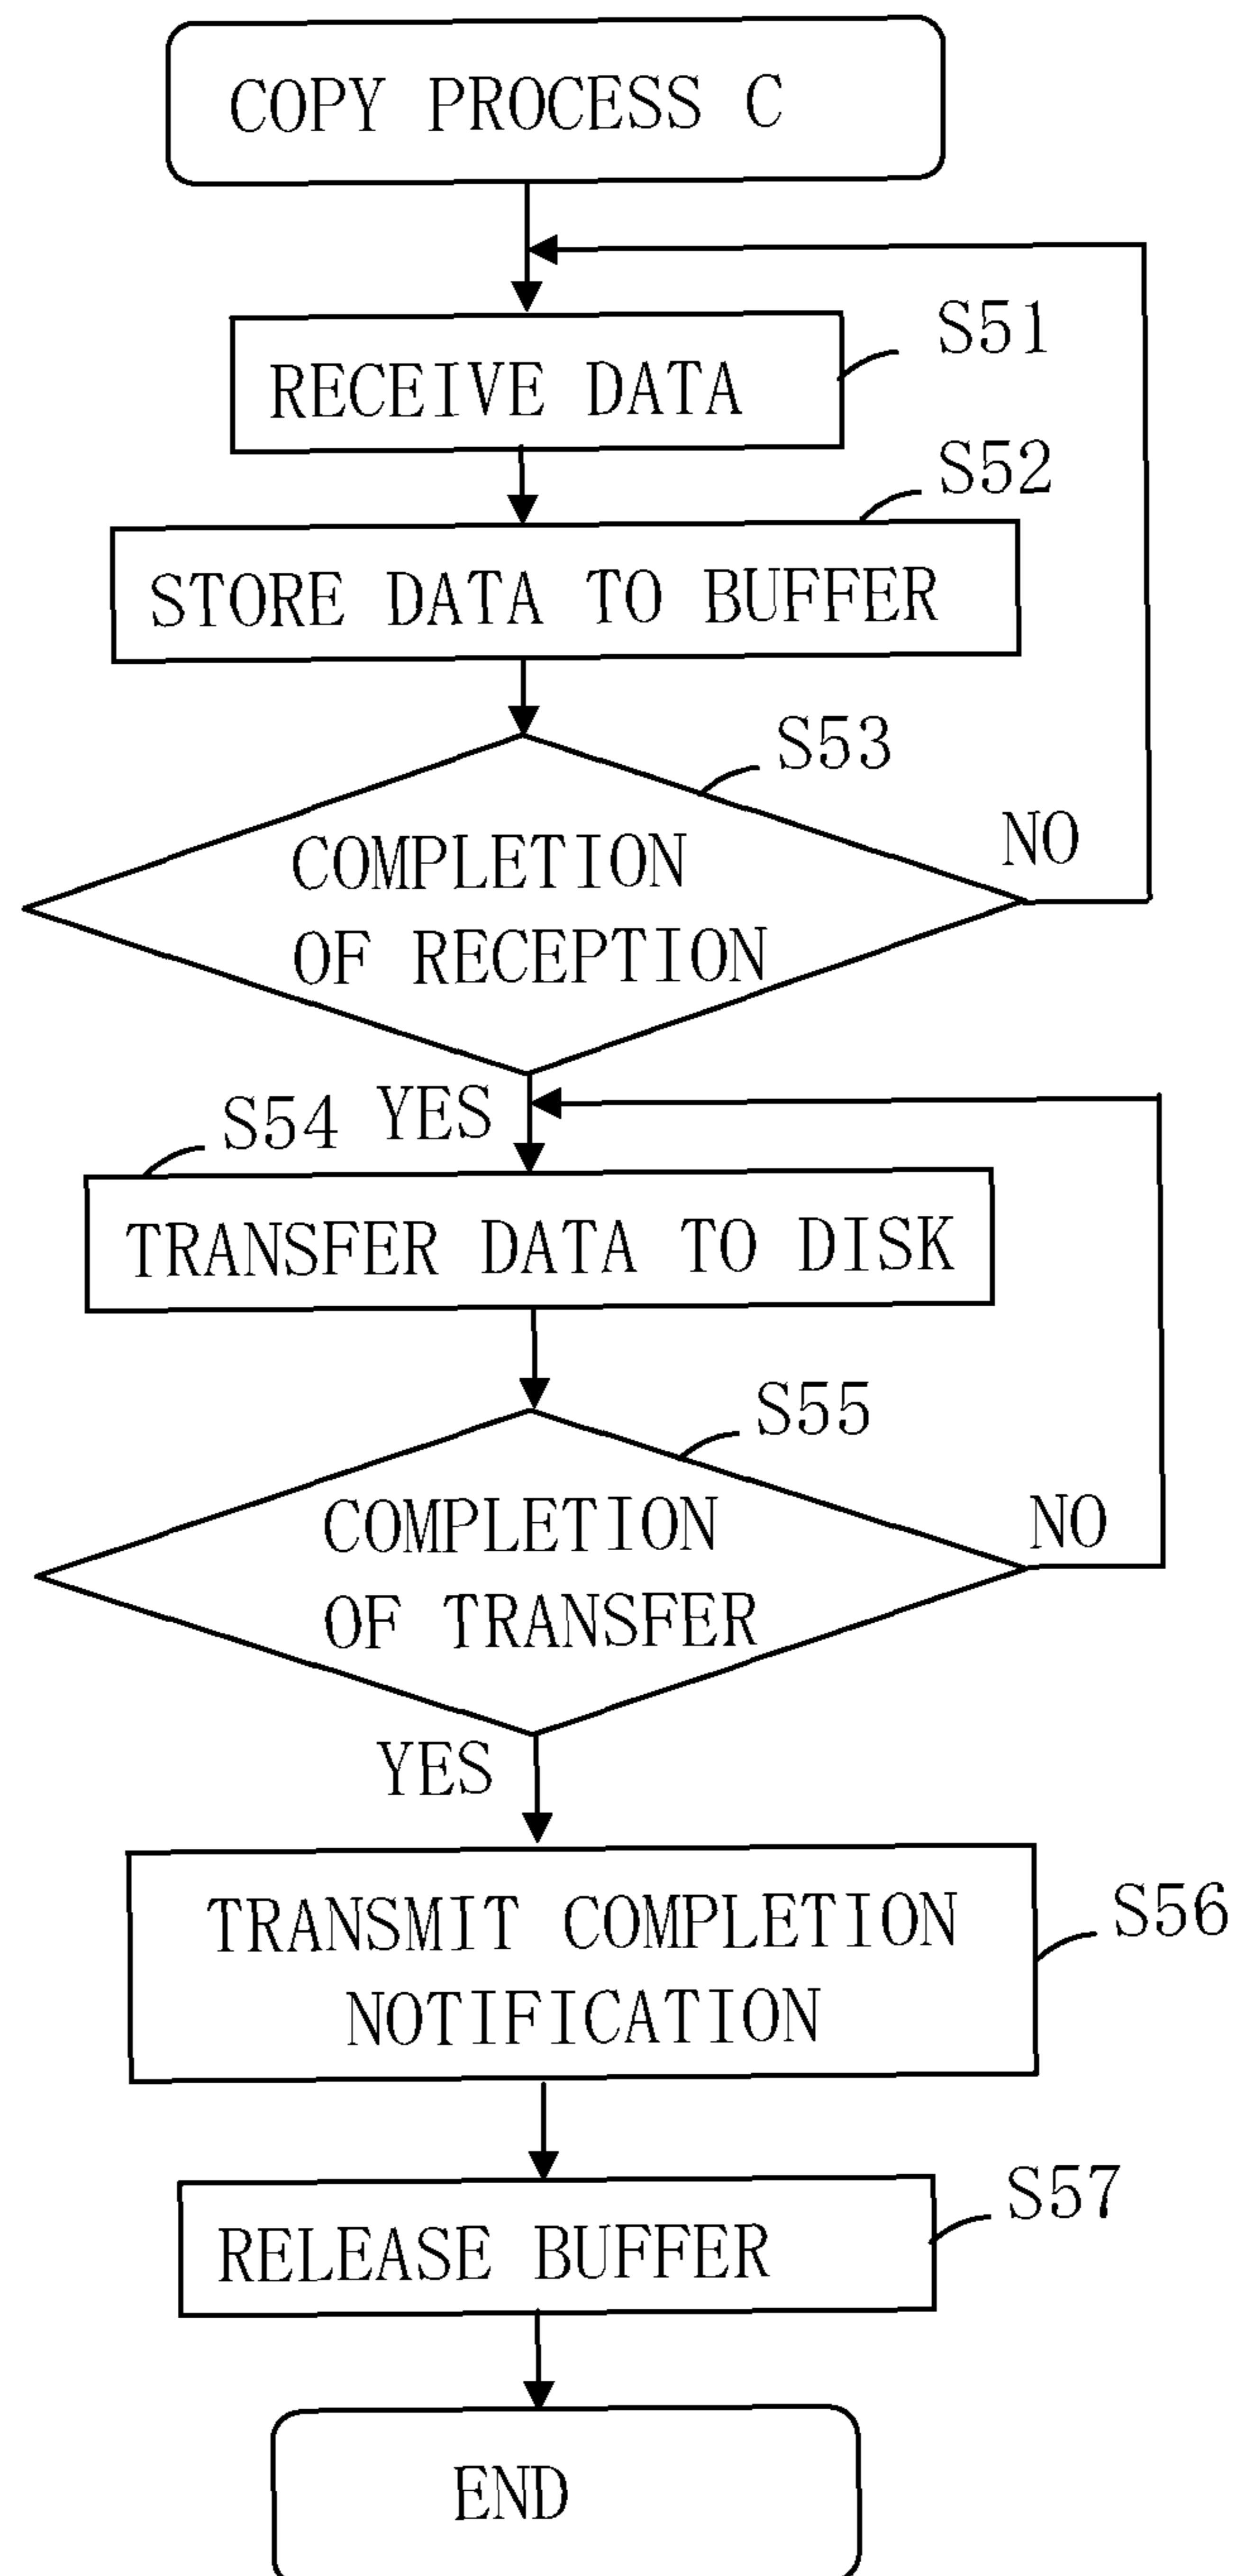 COPY PROCESS C
S51
RECEIVE DATA
S52
STORE DATA TO BUFFER
S53
COMPLETION
OF RECEPTION
NO
YES
S54
TRANSFER DATA TO DISK
S55
COMPLETION
OF TRANSFER
NO
YES
TRANSMIT COMPLETION
NOTIFICATION
S56
S57
RELEASE BUFFER
END